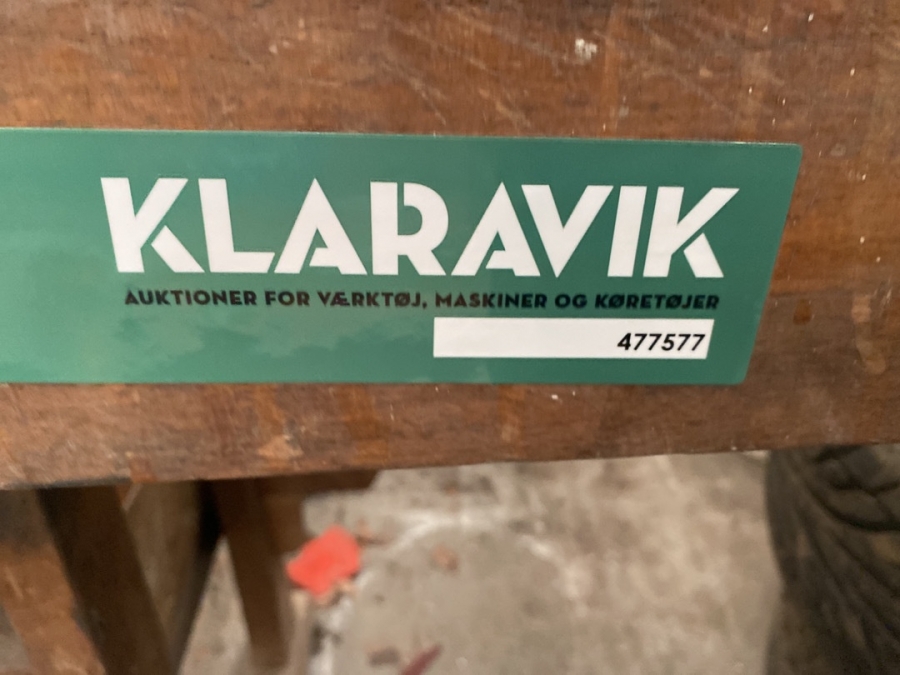 KLARAVIK
AUKTIONER FOR VÆRKTØJ, MASKINER OG KØRETØJER
477577